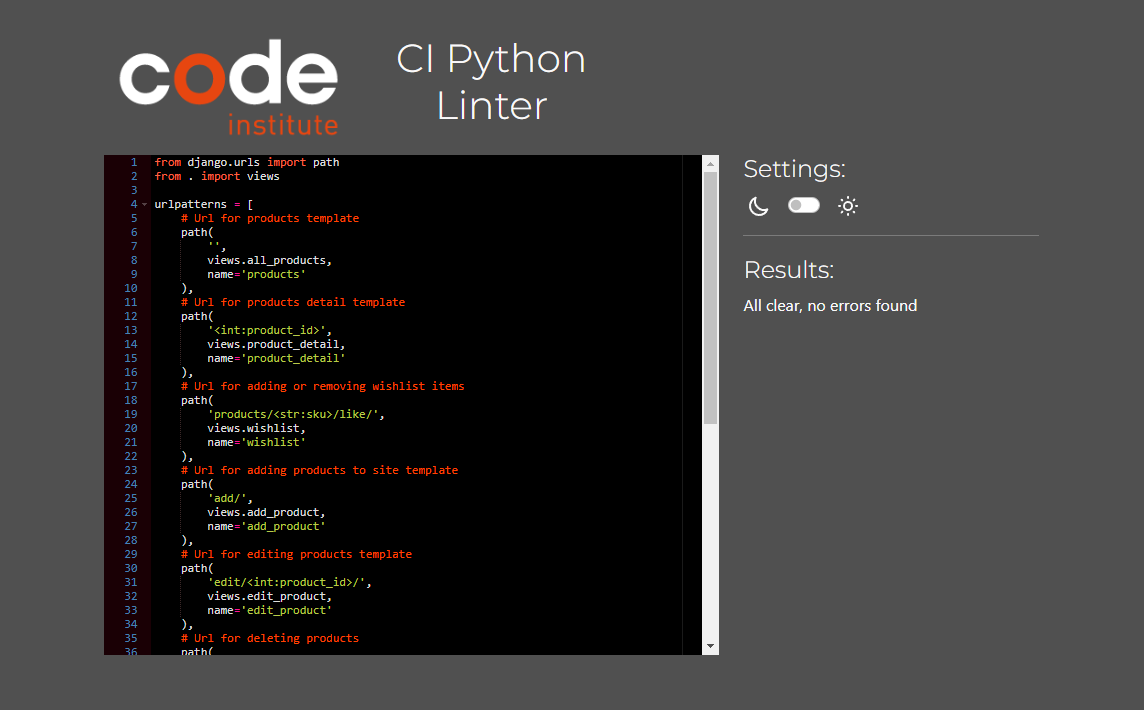 code
institute
CI Python
Linter
1 from django.urls import path
2 from . import views
3
4 urlpatterns = [
5     # Url for products template
6     path(
7         '',
8         views.all_products,
9         name='products'
10     ),
11     # Url for products detail template
12     path(
13         '<int:product_id>',
14         views.product_detail,
15         name='product_detail'
16     ),
17     # Url for adding or removing wishlist items
18     path(
19         'products/<str:sku>/like/',
20         views.wishlist,
21         name='wishlist'
22     ),
23     # Url for adding products to site template
24     path(
25         'add/',
26         views.add_product,
27         name='add_product'
28     ),
29     # Url for editing products template
30     path(
31         'edit/<int:product_id>/',
32         views.edit_product,
33         name='edit_product'
34     ),
35     # Url for deleting products
36     path(
Settings:
Results:
All clear, no errors found